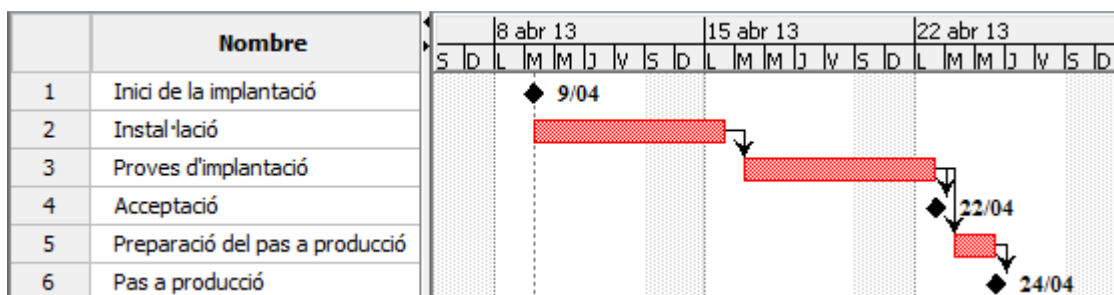 Nombre
8 abr 13 15 abr 13 22 abr 13
S D L M M J V S D L M M J V S D L M M J V S D
1 Inici de la implantació 9/04
2 Instal·lació
3 Proves d'implantació
4 Acceptació 22/04
5 Preparació del pas a producció
6 Pas a producció 24/04